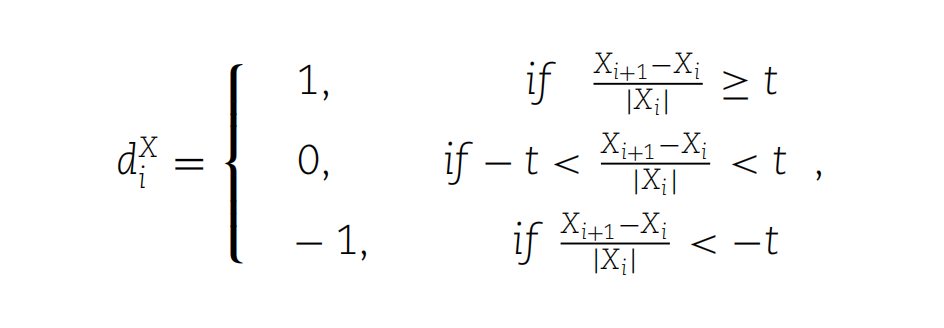 1, if (X_{i+1}−X_i)/|X_i| ≥ t
d_i^X = { 0, if − t < (X_{i+1}−X_i)/|X_i| < t ,
− 1, if (X_{i+1}−X_i)/|X_i| < −t